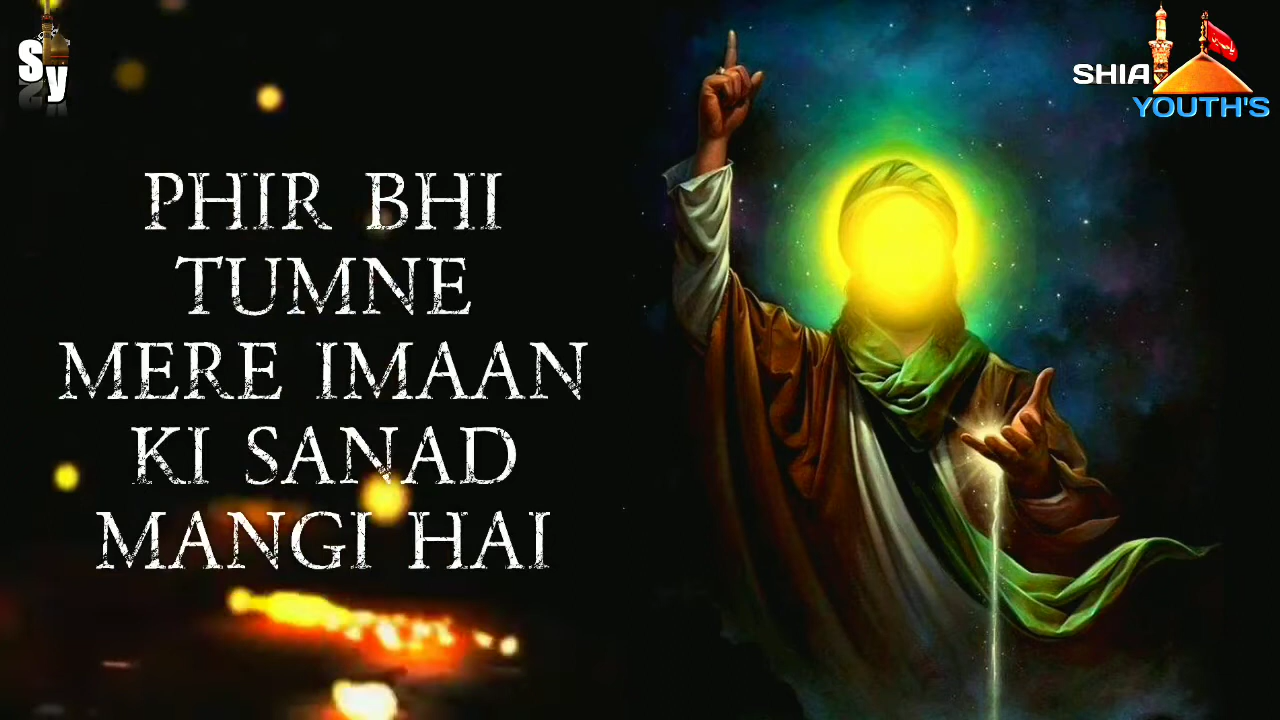 Sy
SHIA
YOUTH'S
PHIR BHI
TUMNE
MERE IMAAN
KI SANAD
MANGI HAI